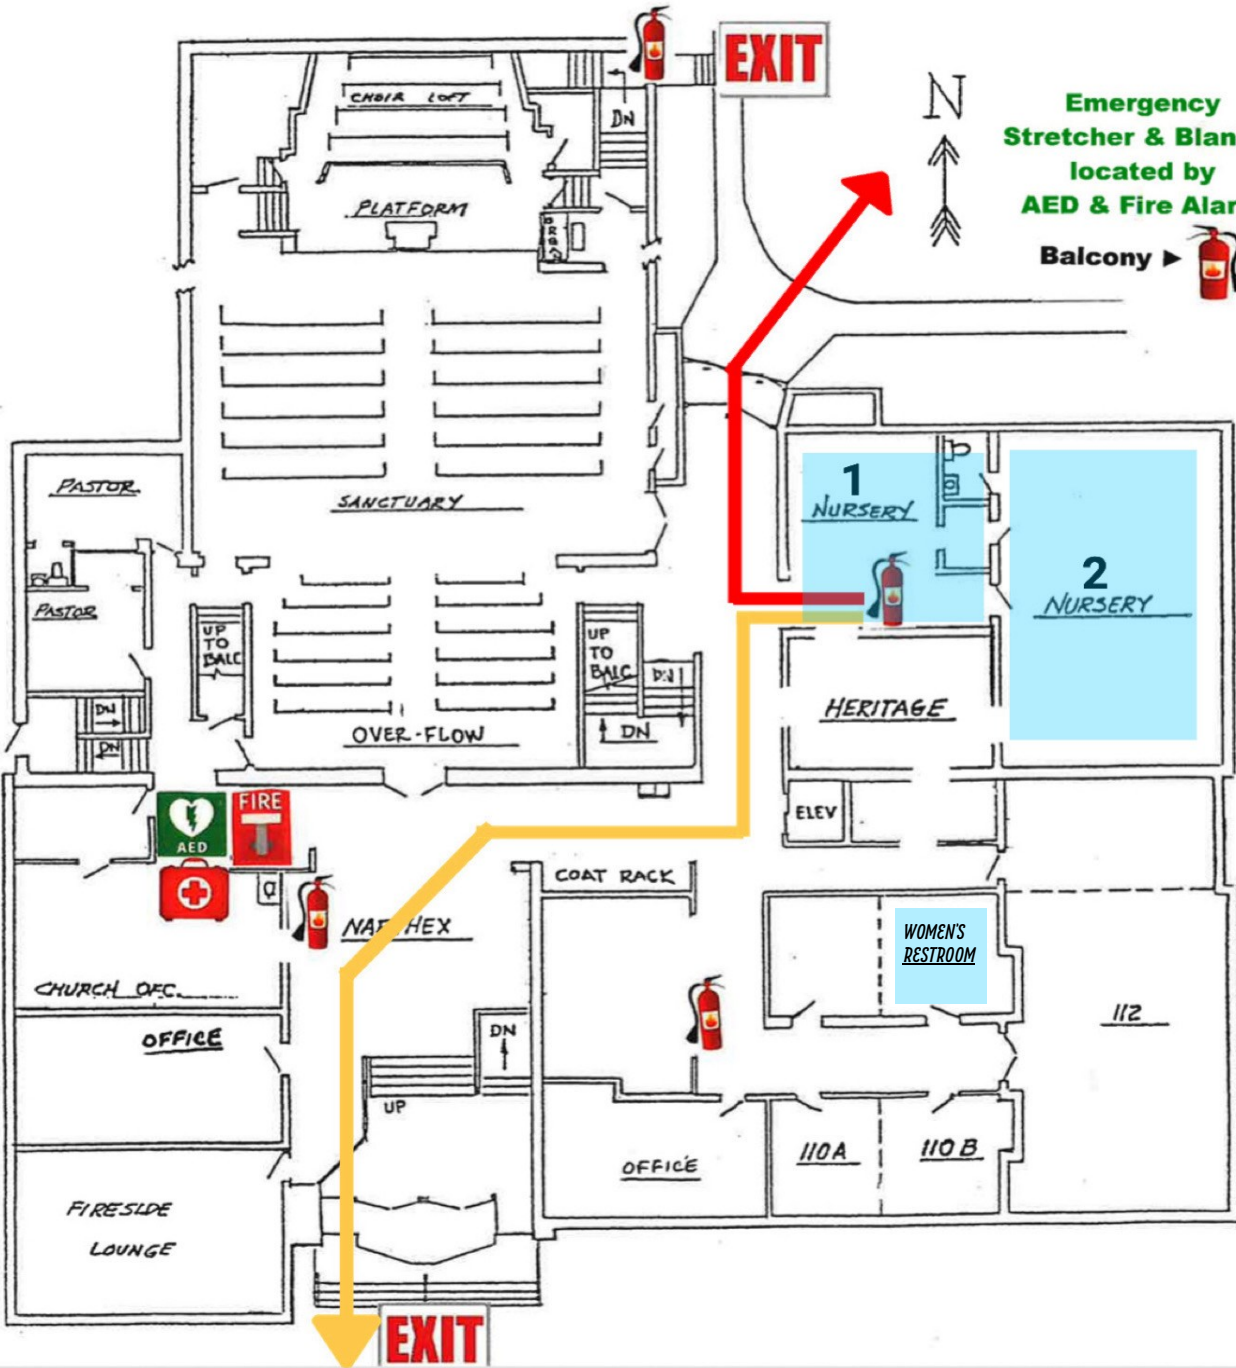 EXIT
N
Emergency
Stretcher & Blan
located by
AED & Fire Alar
Balcony ►
CHOIR LOFT
DN
PLATFORM
SANCTUARY
PASTOR
PASTOR
UP
TO
BALC
UP
TO
BALC
DN
DN
OVER-FLOW
DN
DN
1
NURSERY
2
NURSERY
HERITAGE
ELEV
AED
FIRE
COAT RACK
NARTHEX
WOMEN'S
RESTROOM
CHURCH OFC.
OFFICE
DN
UP
112
OFFICE
110A
110B
FIRESIDE
LOUNGE
EXIT